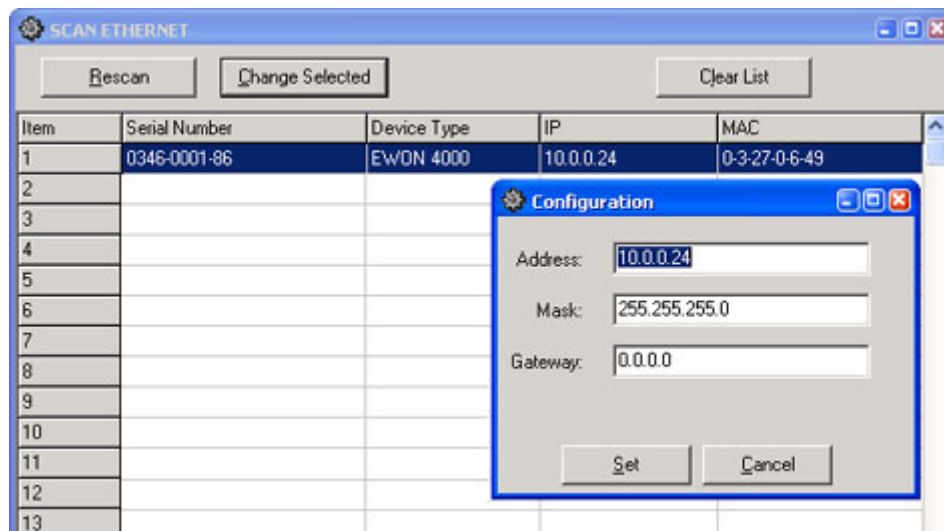 SCAN ETHERNET
Rescan Change Selected Clear List
Item Serial Number Device Type IP MAC
1 0346-0001-86 EWON 4000 10.0.0.24 0-3-27-0-6-49
2
3
4
5
6
7
8
9
10
11
12
13
Configuration
Address: 10.0.0.24
Mask: 255.255.255.0
Gateway: 0.0.0.0
Set Cancel